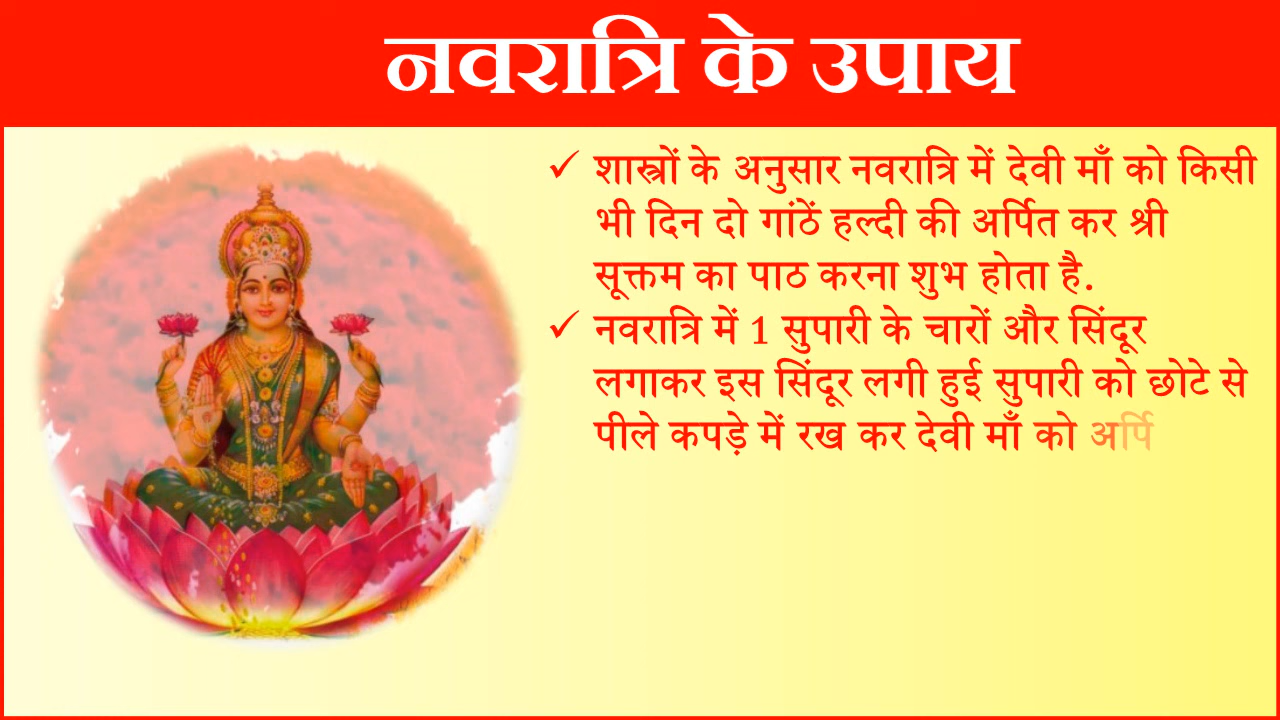 नवरात्रि के उपाय
✓ शास्त्रों के अनुसार नवरात्रि में देवी माँ को किसी
भी दिन दो गांठें हल्दी की अर्पित कर श्री
सूक्तम का पाठ करना शुभ होता है.
✓ नवरात्रि में 1 सुपारी के चारों और सिंदूर
लगाकर इस सिंदूर लगी हुई सुपारी को छोटे से
पीले कपड़े में रख कर देवी माँ को अर्पि